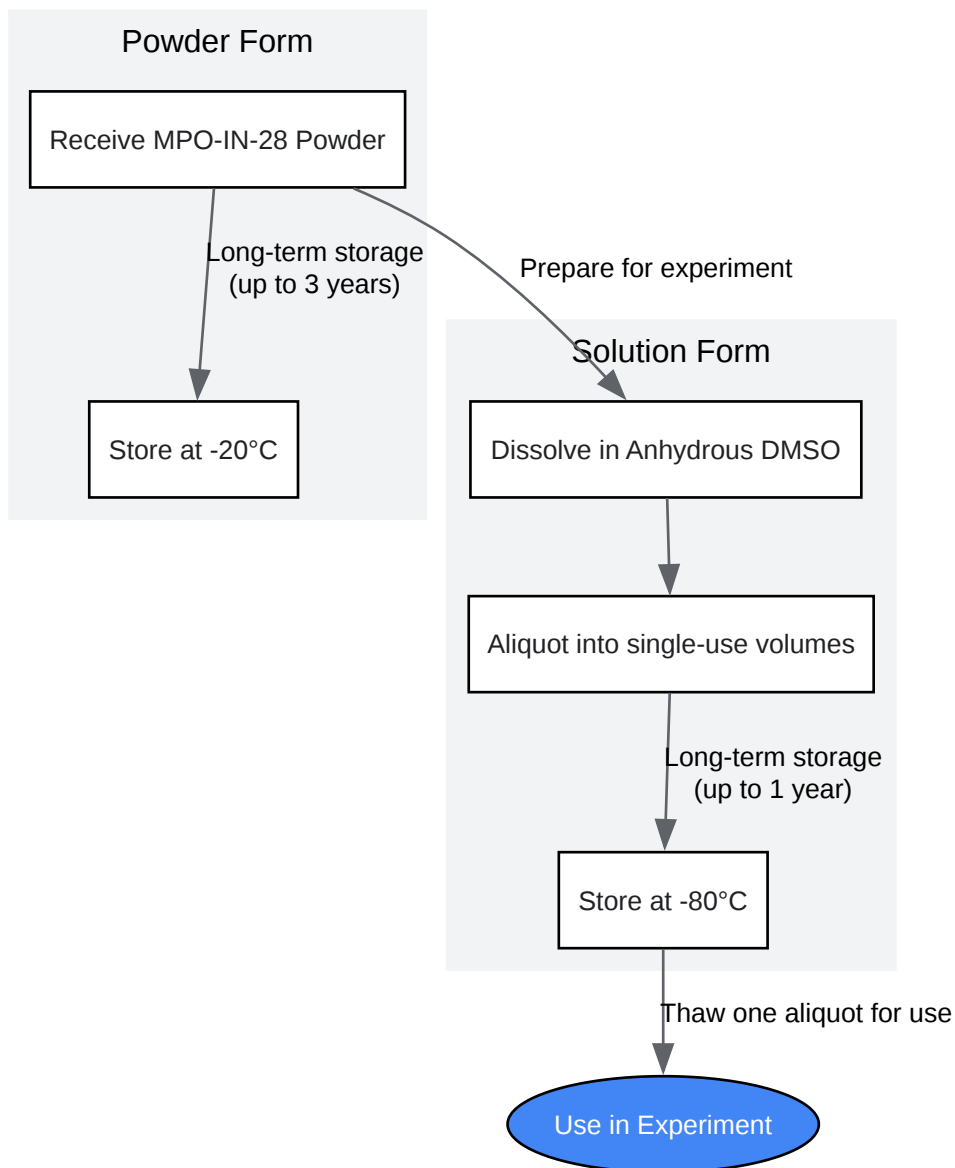 Powder Form
Receive MPO-IN-28 Powder
Long-term storage
(up to 3 years)
Prepare for experiment
Store at -20°C
Solution Form
Dissolve in Anhydrous DMSO
Aliquot into single-use volumes
Long-term storage
(up to 1 year)
Store at -80°C
Thaw one aliquot for use
Use in Experiment